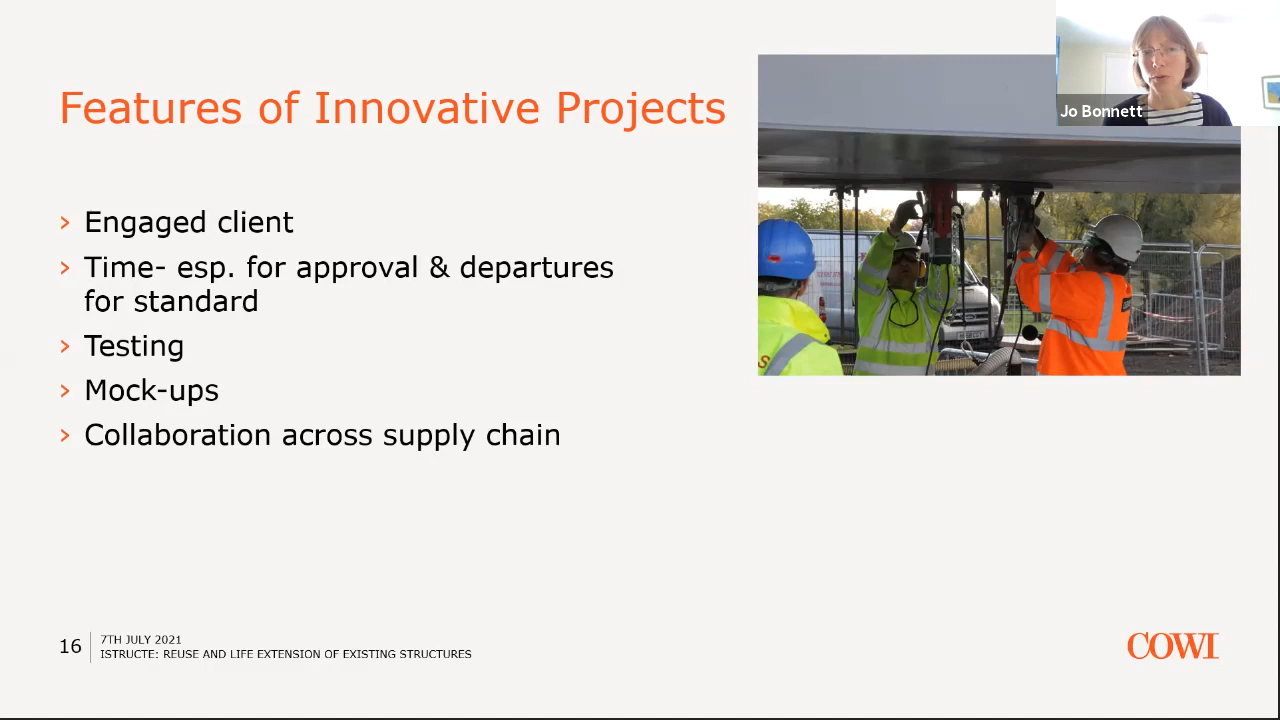 Features of Innovative Projects
Jo Bonnett
› Engaged client
› Time- esp. for approval & departures
for standard
› Testing
› Mock-ups
› Collaboration across supply chain
16
7TH JULY 2021
ISTRUCTE: REUSE AND LIFE EXTENSION OF EXISTING STRUCTURES
COWI